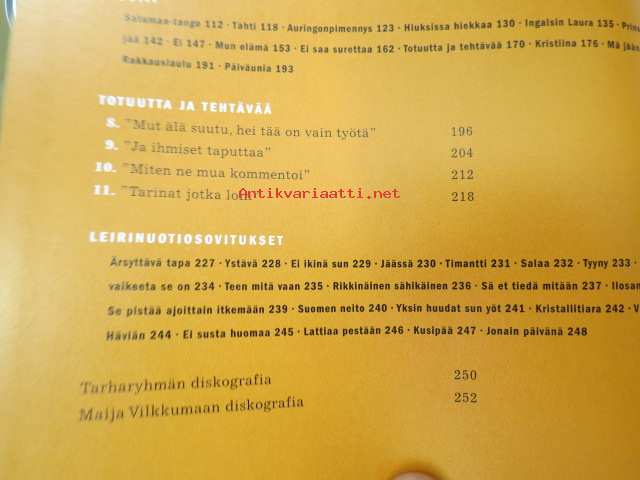 Satumaa-tango 112 · Tähti 118 · Auringonpimennys 123 · Hiuksissa hiekkaa 130 · Ingalsin Laura 135 ·
jää 142 · Ei 147 · Mun elämä 153 · Ei saa surettaa 162 · Totuutta ja tehtävää 170 · Kristiina 176 · Mä jään
Rakkauslaulu 191 · Päiväunia 193
TOTUUTTA JA TEHTÄVÄÄ
8. "Mut älä suutu, hei tää on vain työtä" 196
9. "Ja ihmiset taputtaa" 204
10. "Miten ne mua kommentoi" 212
11. "Tarinat jotka 218
Antikvariaatti.net
LEIRINUOTIOSOVITUKSET
Ärsyttävä tapa 227 · Ystävä 228 · Ei ikinä sun 229 · Jäässä 230 · Timantti 231 · Salaa 232 · Tyyny 233 ·
vaikeeta se on 234 · Teen mitä vaan 235 · Rikkinäinen sähikäinen 236 · Sä et tiedä mitään 237 · Ilosan
Se pistää ajoittain itkemään 239 · Suomen neito 240 · Yksin huudat sun yöt 241 · Kristallitiara 242 · V
Häviän 244 · Ei susta huomaa 245 · Lattiaa pestään 246 · Kusipää 247 · Jonain päivänä 248
Tarharyhmän diskografia 250
Maija Vilkkumaan diskografia 252